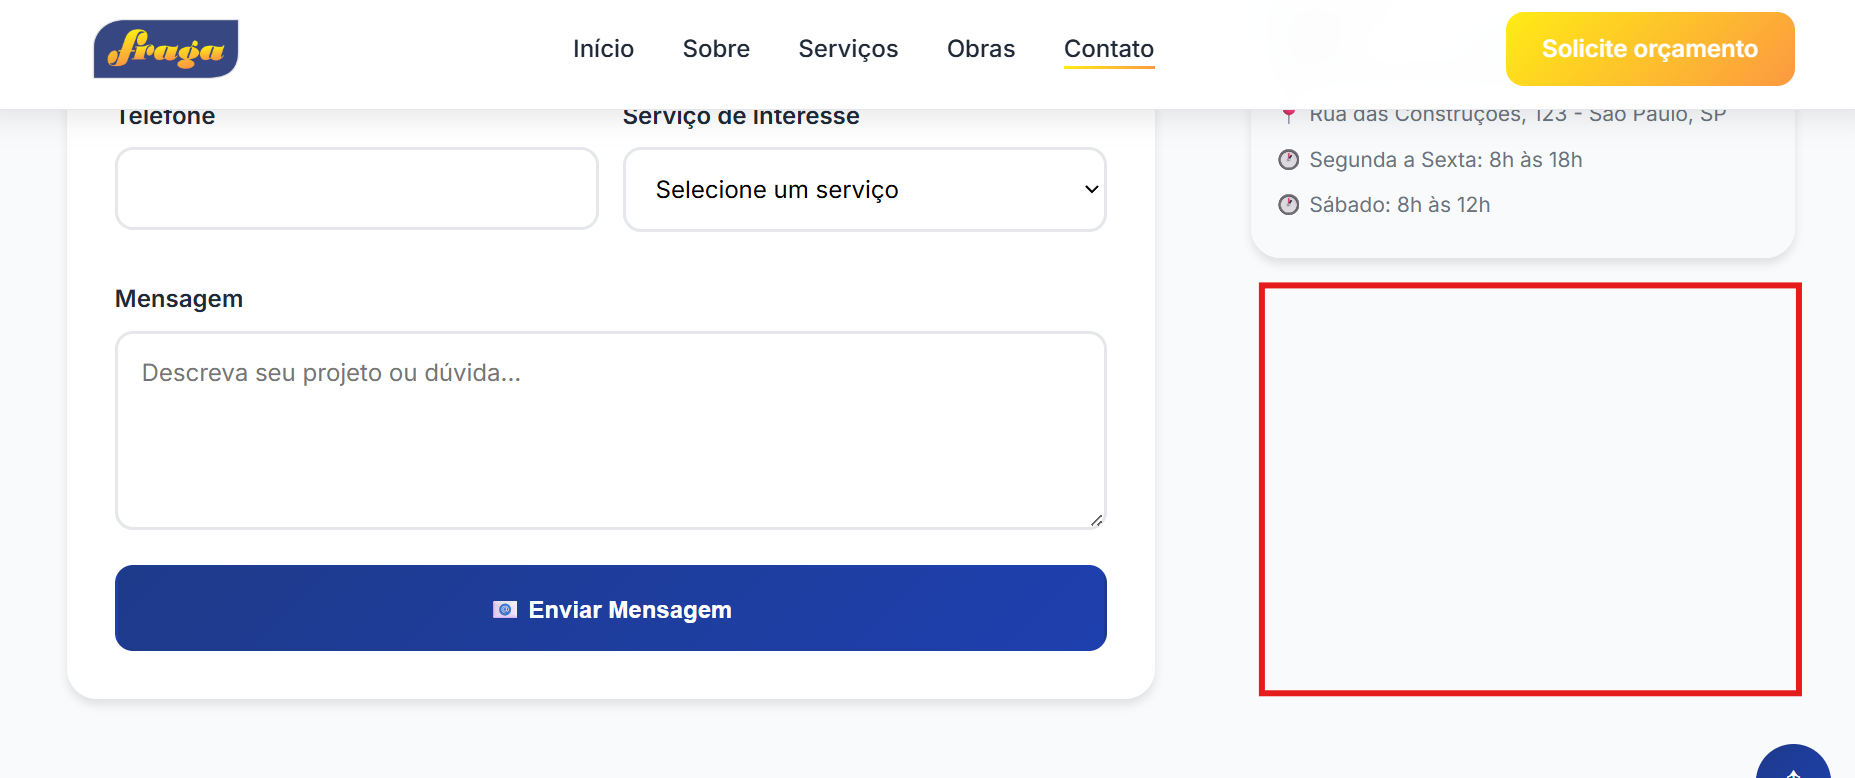 fraga
Início
Sobre
Serviços
Obras
Contato
Solicite orçamento
Telefone
Serviço de Interesse
Selecione um serviço
Mensagem
Descreva seu projeto ou dúvida...
Enviar Mensagem
Rua das Construções, 123 - São Paulo, SP
Segunda a Sexta: 8h às 18h
Sábado: 8h às 12h